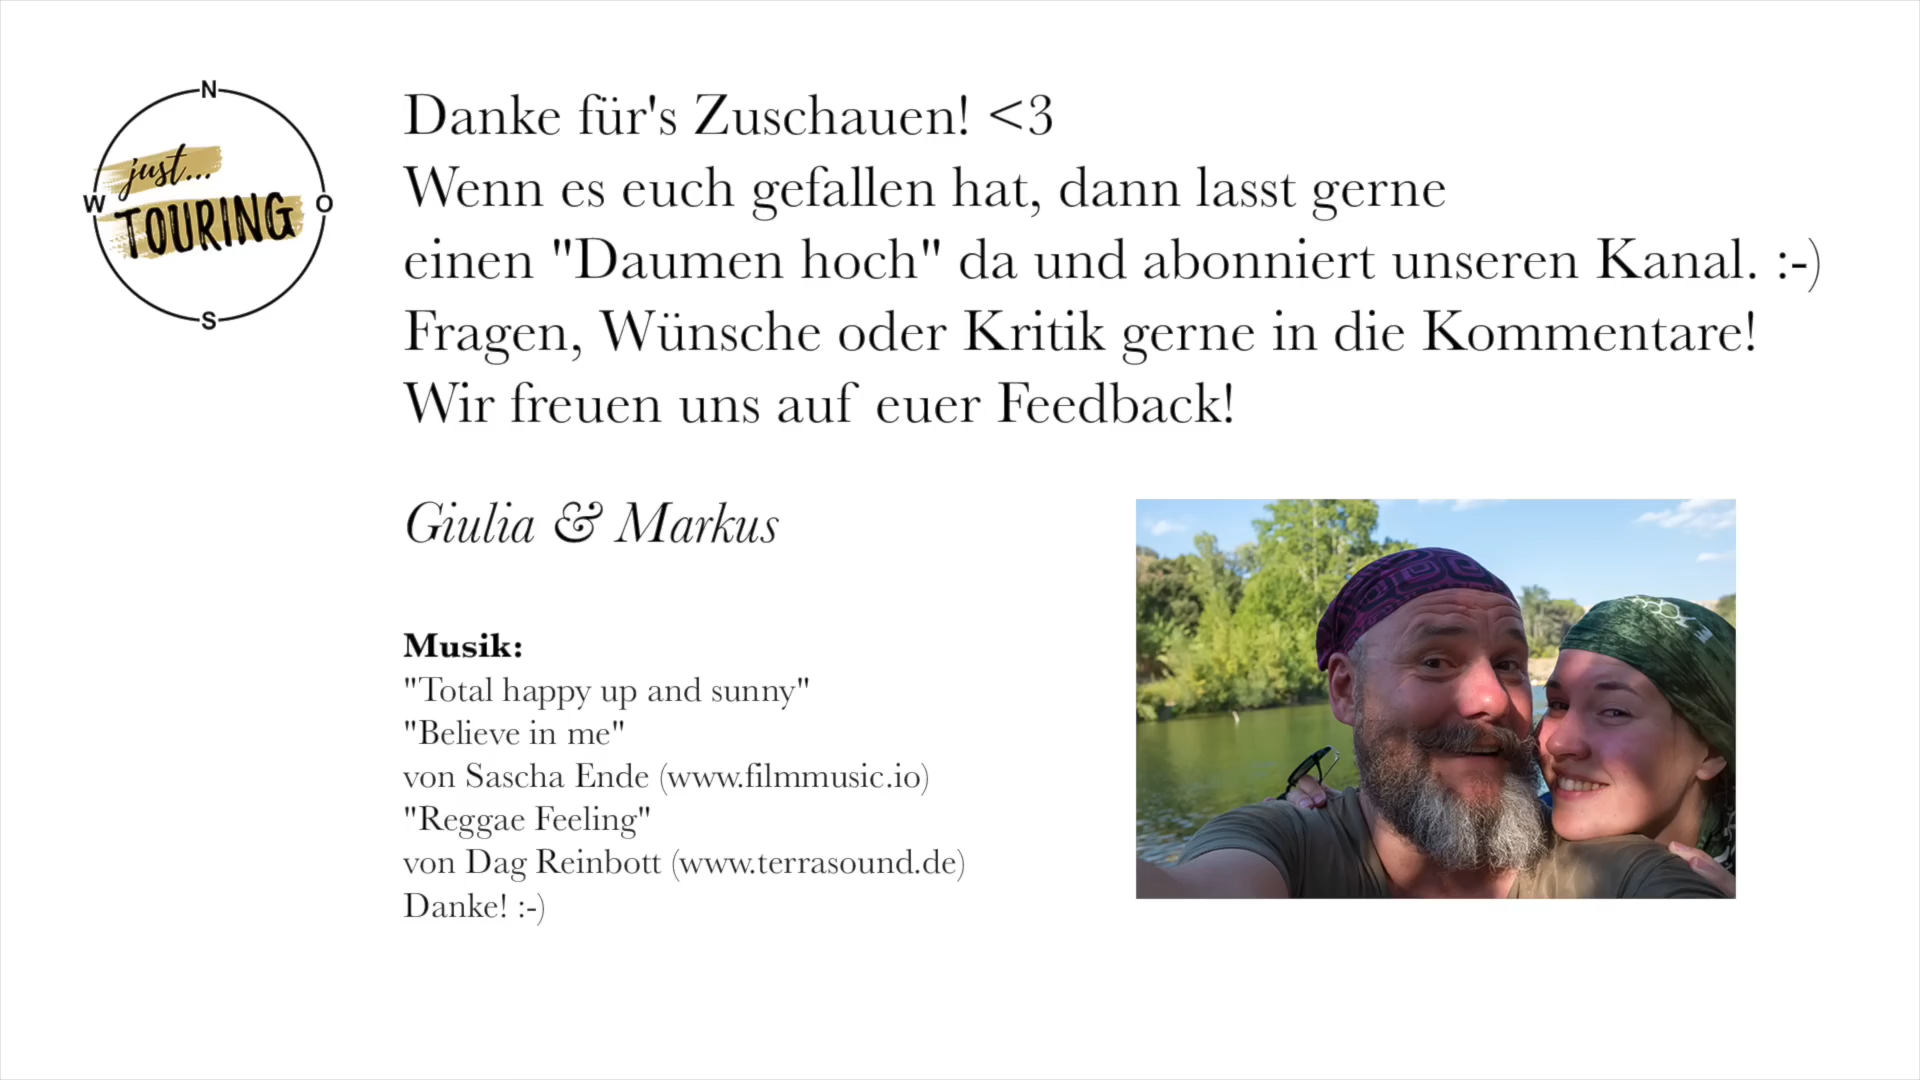 N
just...
W
O
TOURING
S
Danke für's Zuschauen! <3
Wenn es euch gefallen hat, dann lasst gerne
einen "Daumen hoch" da und abonniert unseren Kanal. :-)
Fragen, Wünsche oder Kritik gerne in die Kommentare!
Wir freuen uns auf euer Feedback!
Giulia & Markus
Musik:
"Total happy up and sunny"
"Believe in me"
von Sascha Ende (www.filmmusic.io)
"Reggae Feeling"
von Dag Reinbott (www.terrasound.de)
Danke! :-)